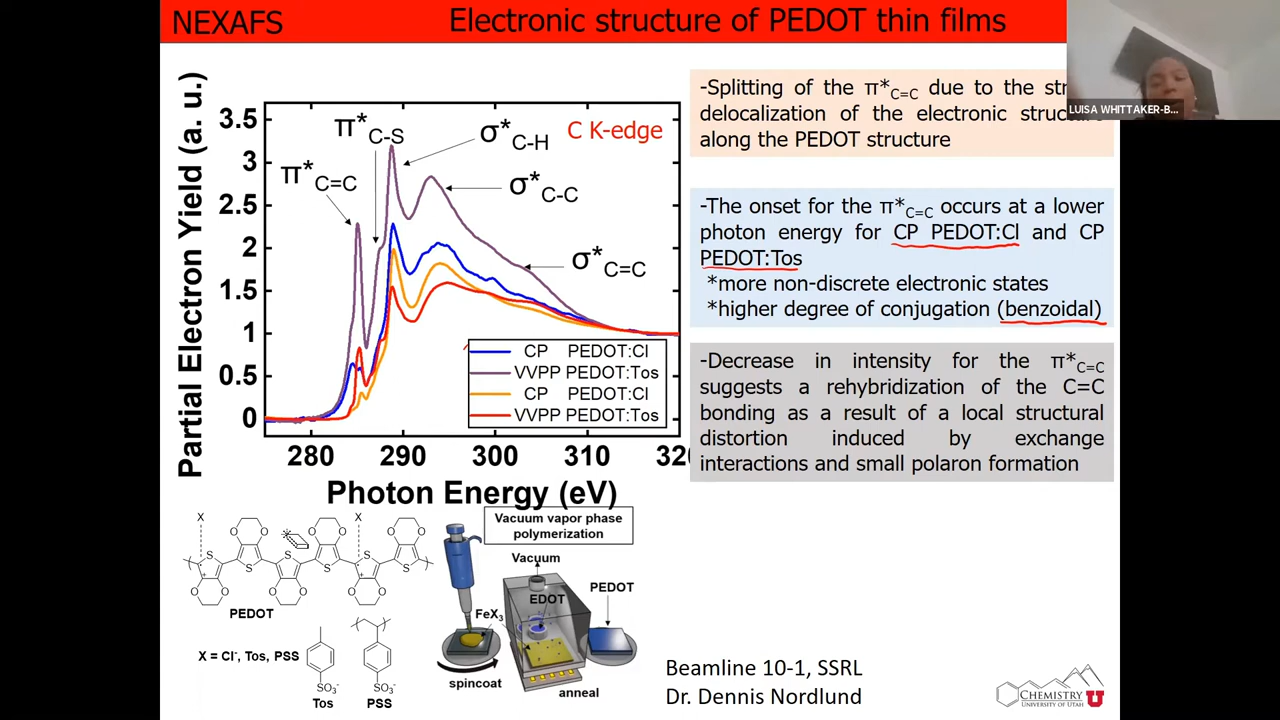 NEXAFS
Electronic structure of PEDOT thin films
LUISA WHITTAKER-B...
Partial Electron Yield (a. u.)
3.5
3
2.5
2
1.5
1
0.5
0
π*C=C
π*C-S
σ*C-H
C K-edge
σ*C-C
σ*C=C
CP PEDOT:Cl
VVPP PEDOT:Tos
CP PEDOT:Cl
VVPP PEDOT:Tos
280 290 300 310
Photon Energy (eV)
-Splitting of the π*C=C due to the
delocalization of the electronic
along the PEDOT structure
-The onset for the π*C=C occurs at a lower
photon energy for CP PEDOT:Cl and CP
PEDOT:Tos
*more non-discrete electronic states
*higher degree of conjugation (benzoidal)
-Decrease in intensity for the π*C=C
suggests a rehybridization of the C=C
bonding as a result of a local structural
distortion induced by exchange
interactions and small polaron formation
X X
O O O O O O
S S S S S S
+ +
O O O O O O
PEDOT
X = Cl-, Tos, PSS
SO3- SO3-
Tos PSS
Vacuum vapor phase
polymerization
Vacuum
EDOT
PEDOT
FeX3
spincoat
anneal
Beamline 10-1, SSRL
Dr. Dennis Nordlund
CHEMISTRY
UNIVERSITY OF UTAH
U